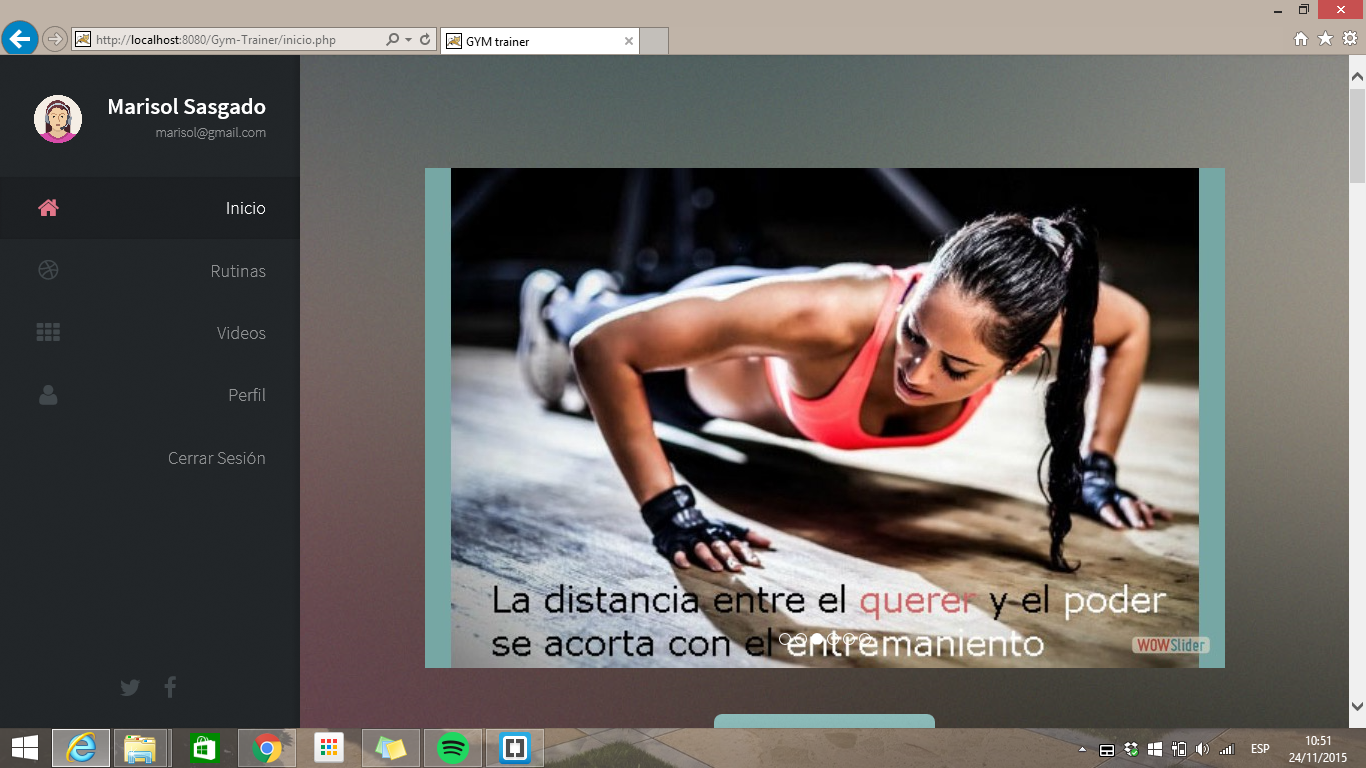 http://localhost:8080/Gym-Trainer/inicio.php
GYM trainer
Marisol Sasgado
marisol@gmail.com
Inicio
Rutinas
Videos
Perfil
Cerrar Sesión
La distancia entre el querer y el poder
se acorta con el entremaniento
WOWSlider
ESP
10:51
24/11/2015